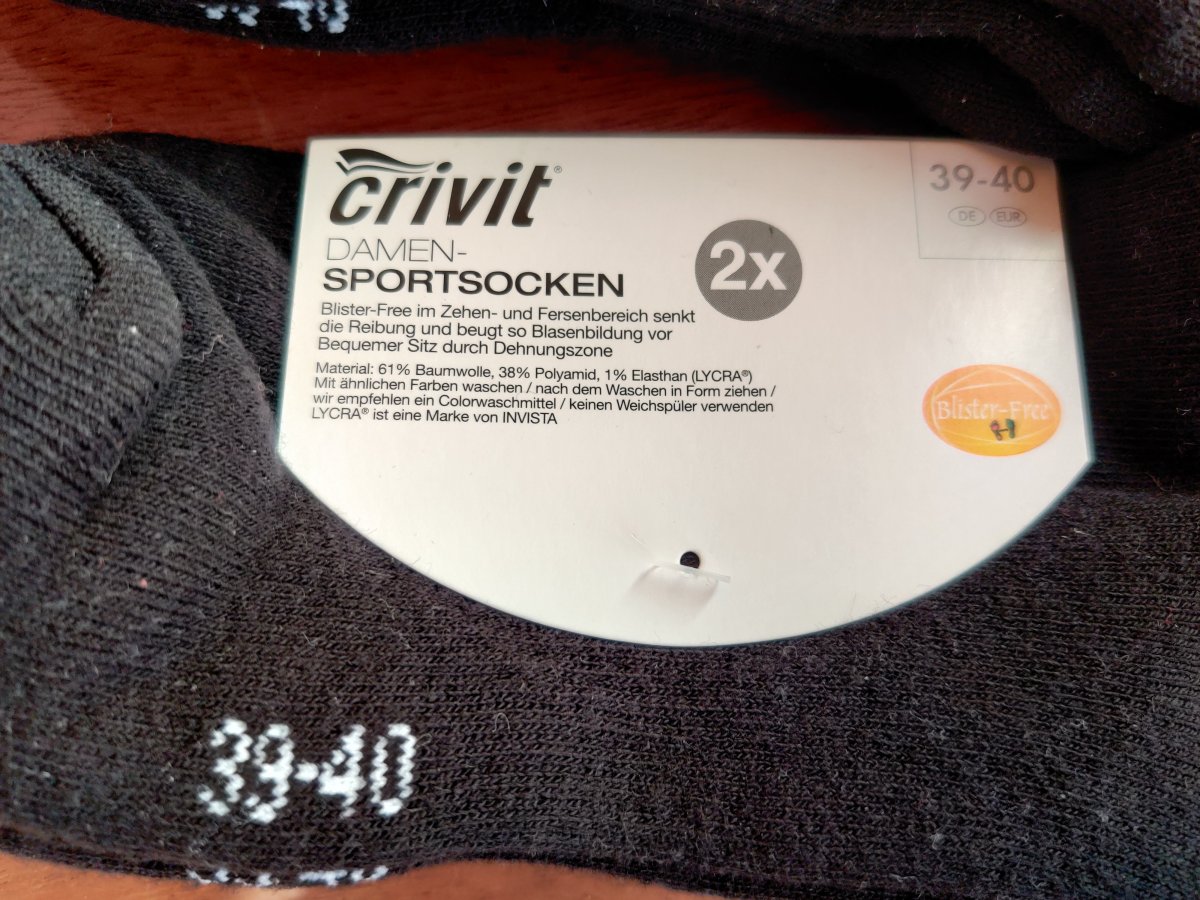 39-40
crivit®
39-40
DE EUR
DAMEN-
SPORTSOCKEN
2x
Blister-Free im Zehen- und Fersenbereich senkt
die Reibung und beugt so Blasenbildung vor
Bequemer Sitz durch Dehnungszone
Material: 61% Baumwolle, 38% Polyamid, 1% Elasthan (LYCRA®)
Mit ähnlichen Farben waschen / nach dem Waschen in Form ziehen /
wir empfehlen ein Colorwaschmittel / keinen Weichspüler verwenden
LYCRA® ist eine Marke von INVISTA
Blister-Free
39-40